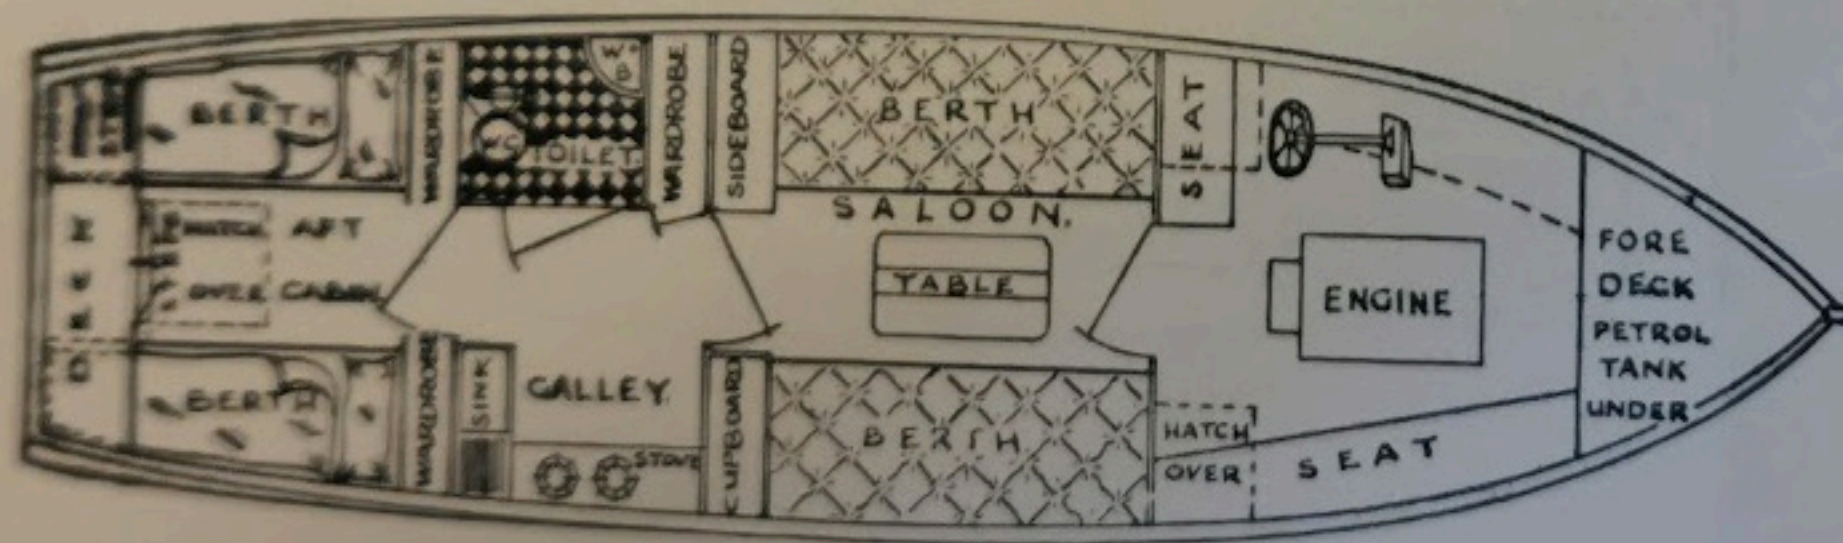 BERTH
WARDROBE
Wº
B
WC
TOILET.
WARDROBE
SIDEBOARD
BERTH
SEAT
SALOON.
HATCH
OVER
AFT
CABIN
TABLE
ENGINE
FORE
DECK
PETROL
TANK
UNDER
BERTH
WARDROBE
SINK
GALLEY.
STOVE
CUPBOARD
BERTH
HATCH
OVER
SEAT